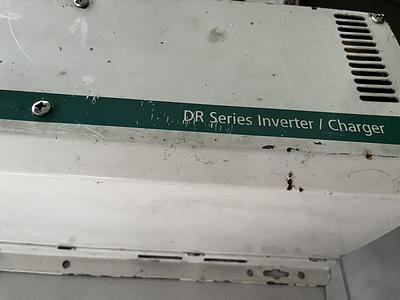 DR Series Inverter / Charger